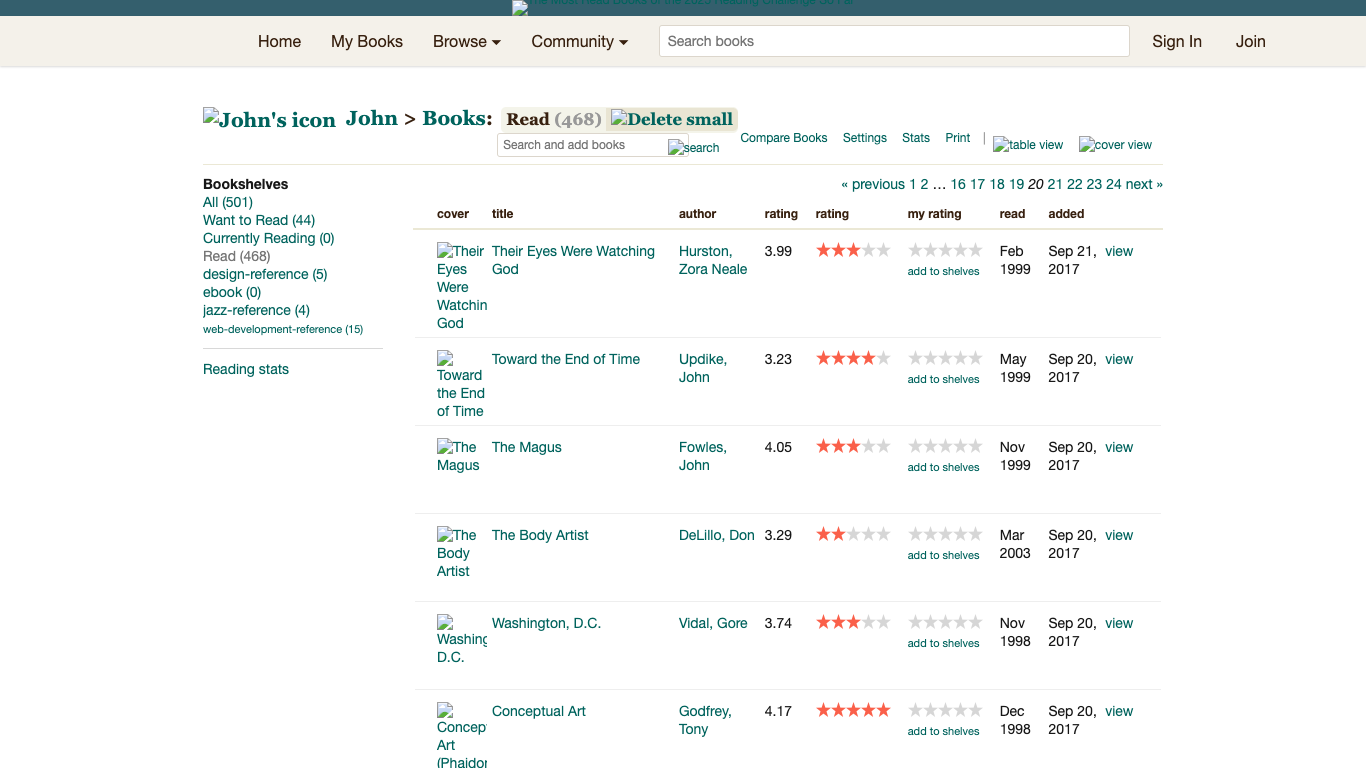 Home My Books Browse Community Search books Sign In Join
John's icon John > Books: Read (468) Delete small
Search and add books search Compare Books Settings Stats Print | table view cover view
Bookshelves
All (501)
Want to Read (44)
Currently Reading (0)
Read (468)
design-reference (5)
ebook (0)
jazz-reference (4)
web-development-reference (15)
Reading stats
« previous 1 2 … 16 17 18 19 20 21 22 23 24 next »
cover title author rating rating my rating read added
Their Eyes Were Watchin God
Their Eyes Were Watching God
Hurston, Zora Neale
3.99
add to shelves
Feb 1999
Sep 21, 2017
view
Toward the End of Time
Toward the End of Time
Updike, John
3.23
add to shelves
May 1999
Sep 20, 2017
view
The Magus
The Magus
Fowles, John
4.05
add to shelves
Nov 1999
Sep 20, 2017
view
The Body Artist
The Body Artist
DeLillo, Don
3.29
add to shelves
Mar 2003
Sep 20, 2017
view
Washing D.C.
Washington, D.C.
Vidal, Gore
3.74
add to shelves
Nov 1998
Sep 20, 2017
view
Concep Art (Phaidon
Conceptual Art
Godfrey, Tony
4.17
add to shelves
Dec 1998
Sep 20, 2017
view